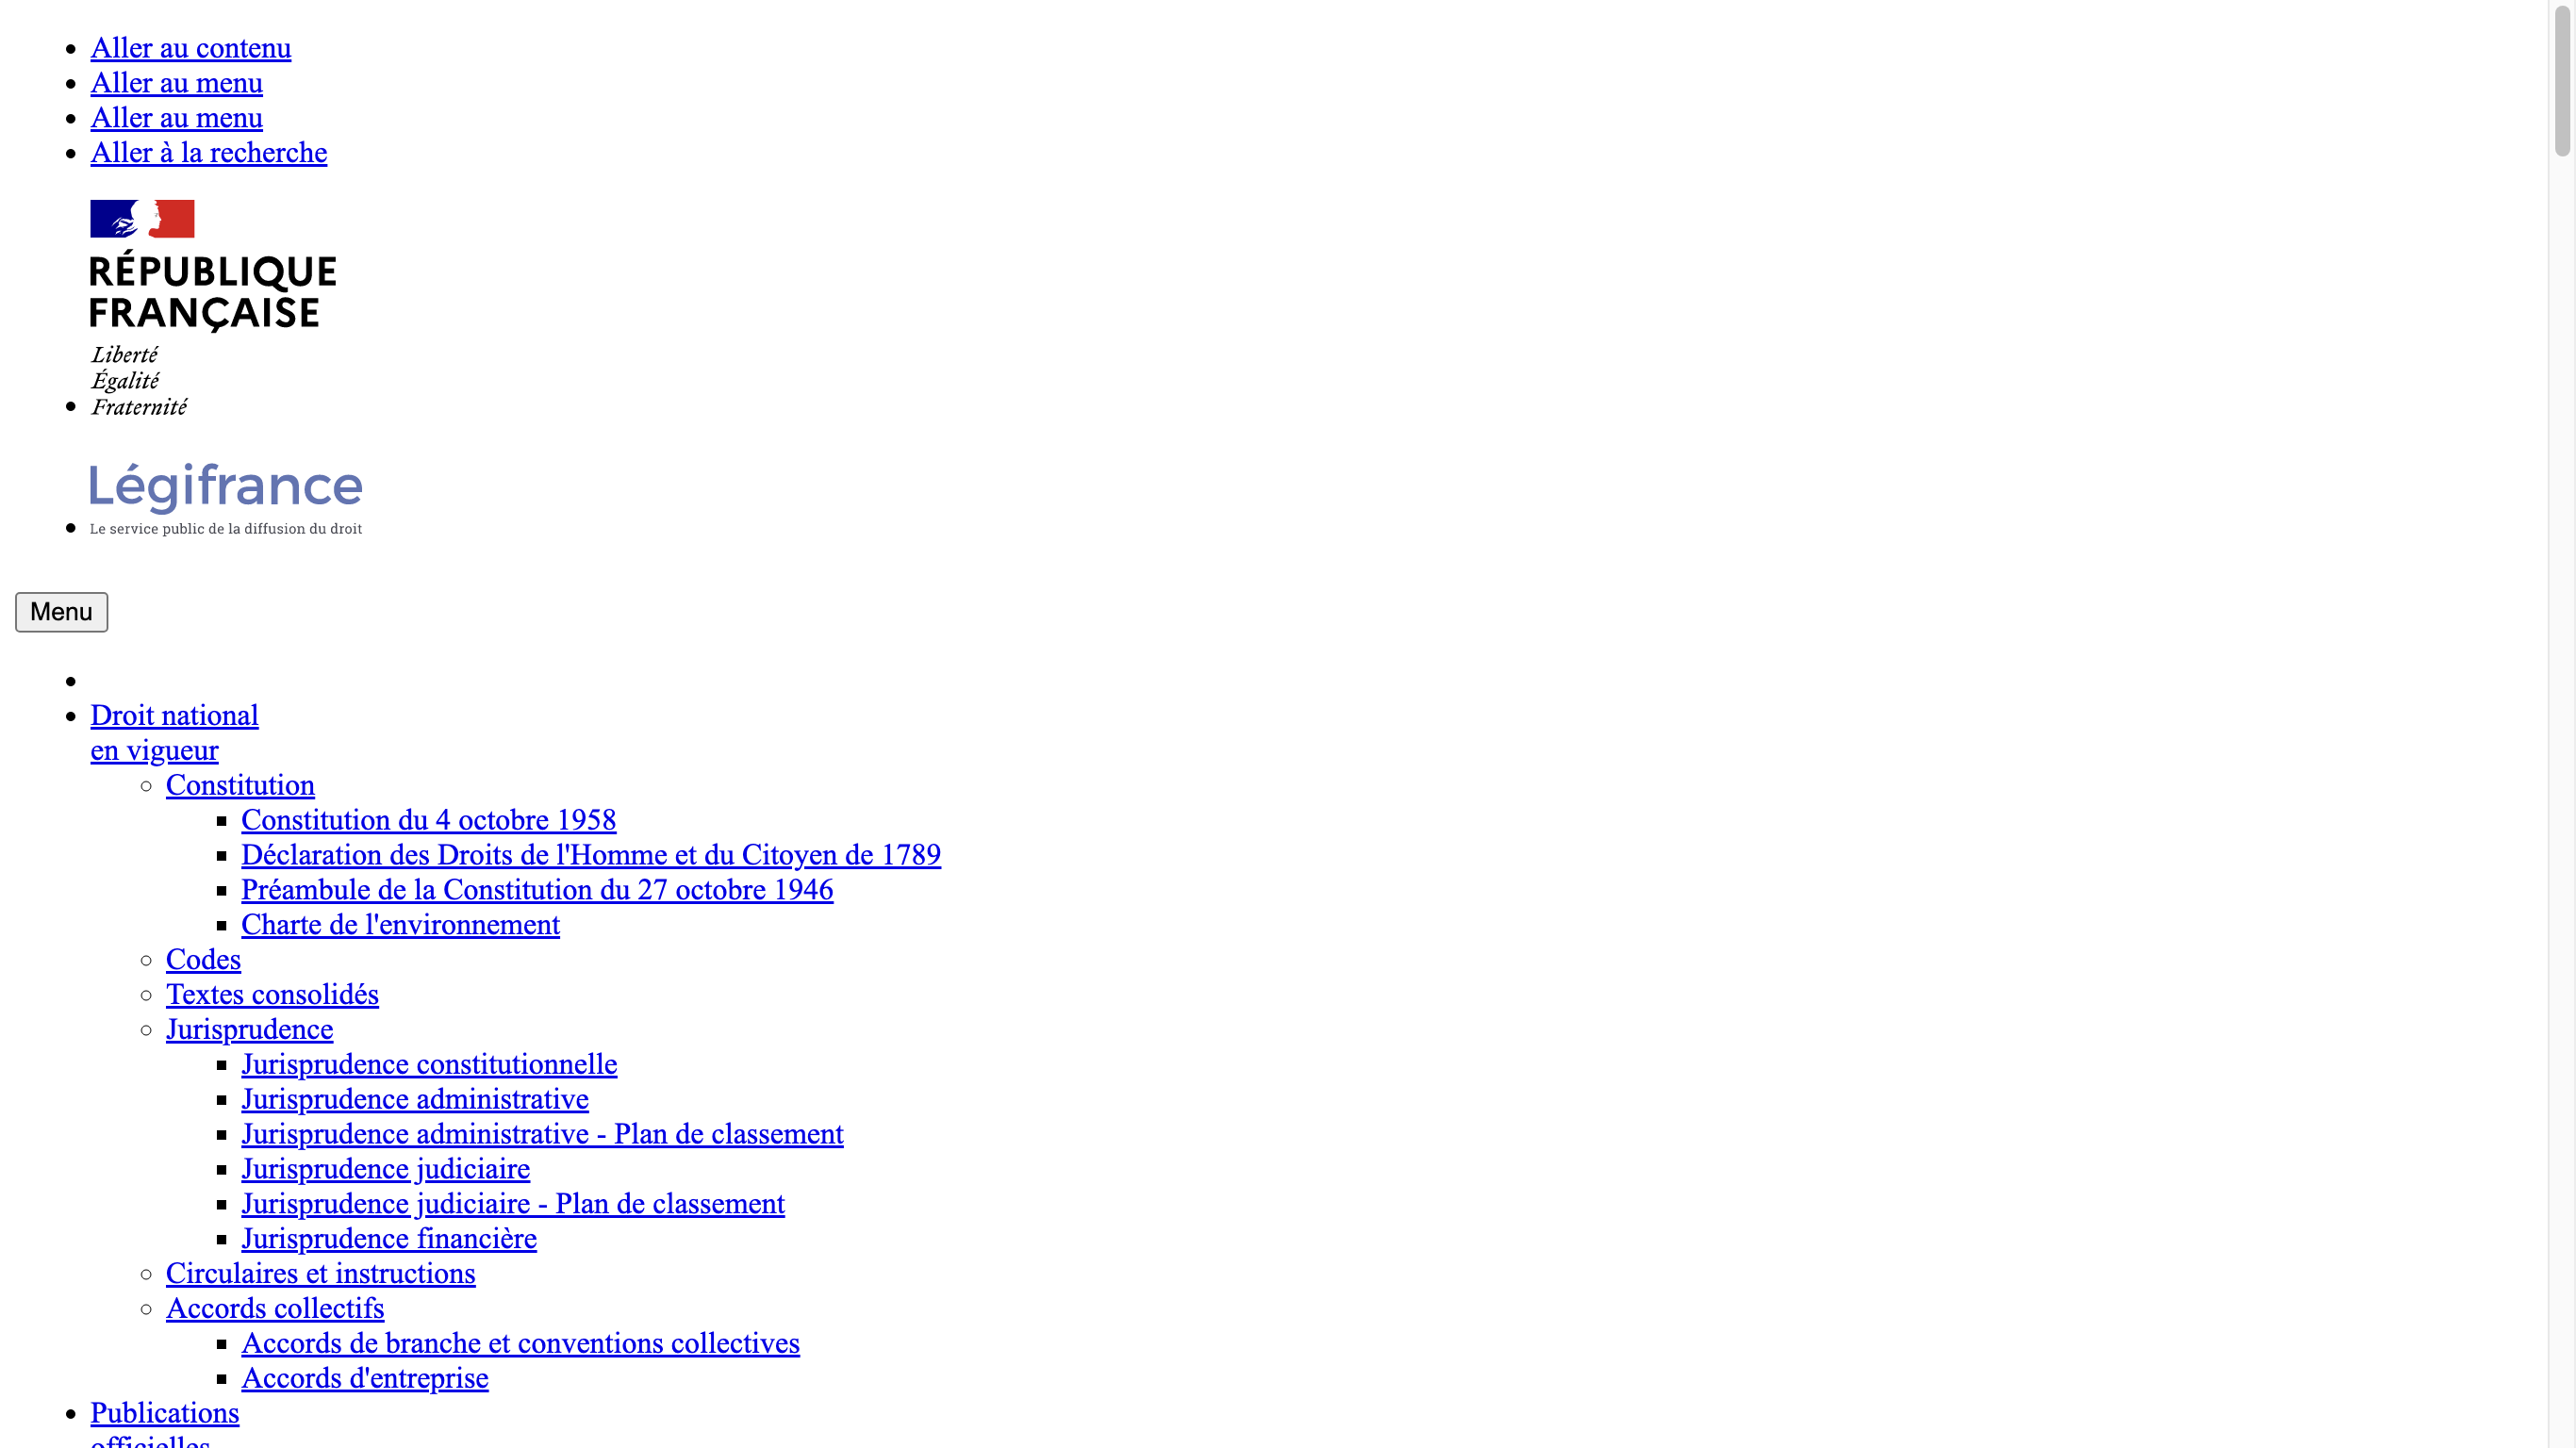 Aller au contenu
Aller au menu
Aller au menu
Aller à la recherche
RÉPUBLIQUE
FRANÇAISE
Liberté
Égalité
Fraternité
Légifrance
Le service public de la diffusion du droit
Menu
Droit national
en vigueur
Constitution
Constitution du 4 octobre 1958
Déclaration des Droits de l'Homme et du Citoyen de 1789
Préambule de la Constitution du 27 octobre 1946
Charte de l'environnement
Codes
Textes consolidés
Jurisprudence
Jurisprudence constitutionnelle
Jurisprudence administrative
Jurisprudence administrative - Plan de classement
Jurisprudence judiciaire
Jurisprudence judiciaire - Plan de classement
Jurisprudence financière
Circulaires et instructions
Accords collectifs
Accords de branche et conventions collectives
Accords d'entreprise
Publications
officielles